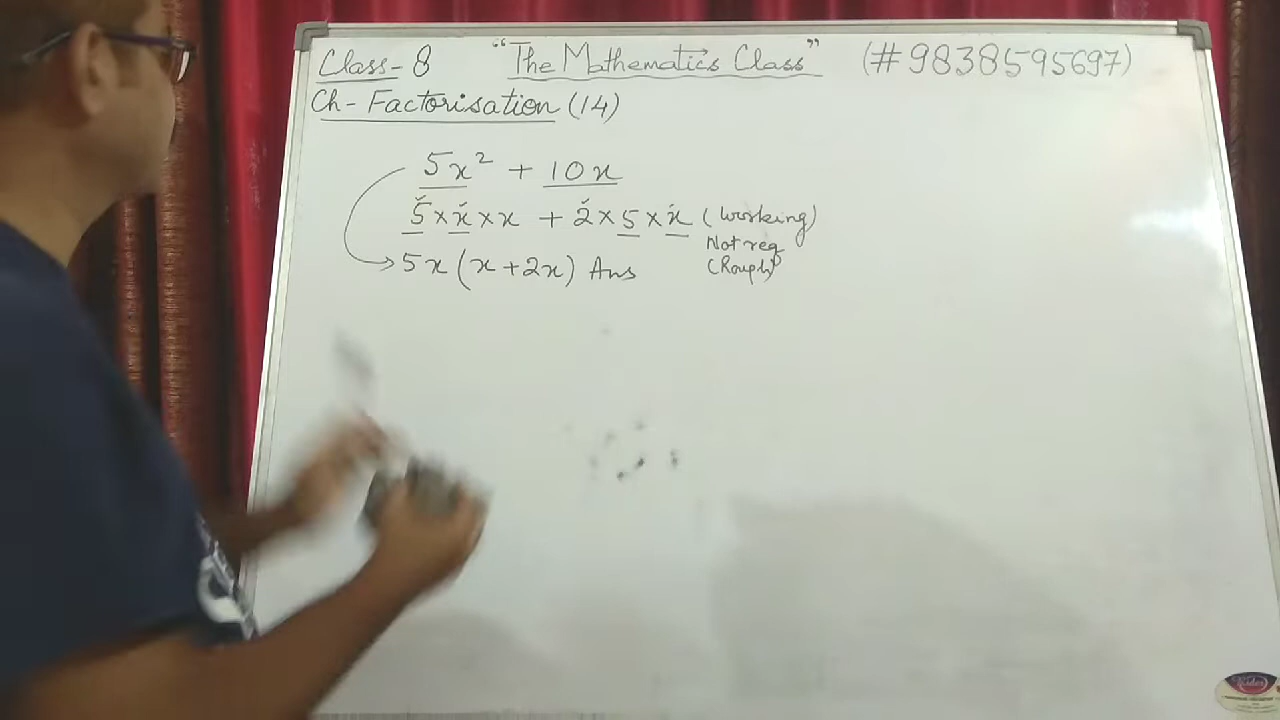 Class-8 "The Mathematics Class" (#9838595697)
Ch- Factorisation (14)
5x² + 10x
5×x×x + 2×5×x (Working)
Not req
(Rough)
5x(x+2x) Ans